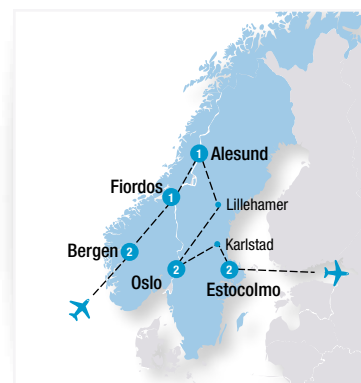 1 Alesund
Fiordos
1
Lillehamer
Karlstad
Bergen 2
2
Oslo
2
Estocolmo